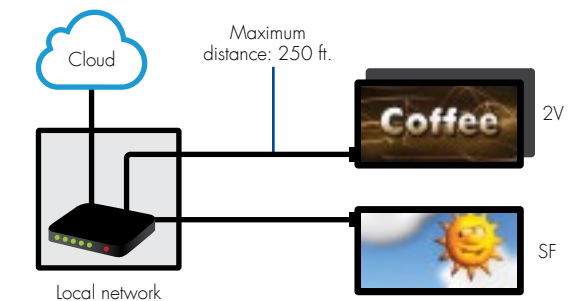 Cloud
Maximum
distance: 250 ft.
Coffee
2V
SF
Local network